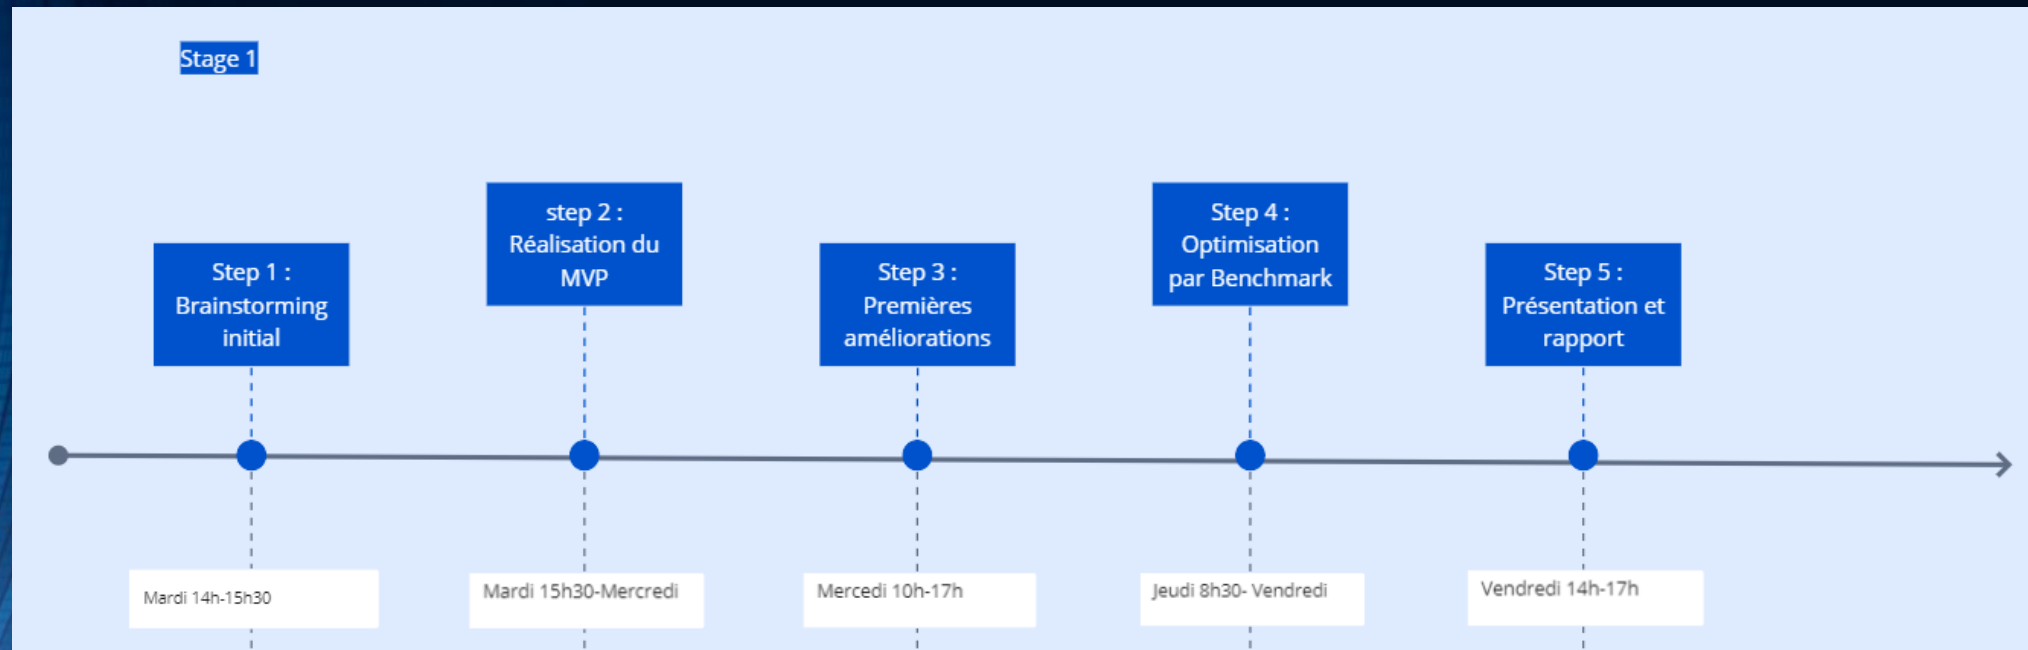 Stage 1
Step 1 :
Brainstorming
initial
step 2 :
Réalisation du
MVP
Step 3 :
Premières
améliorations
Step 4 :
Optimisation
par Benchmark
Step 5 :
Présentation et
rapport
Mardi 14h-15h30
Mardi 15h30-Mercredi
Mercedi 10h-17h
Jeudi 8h30- Vendredi
Vendredi 14h-17h